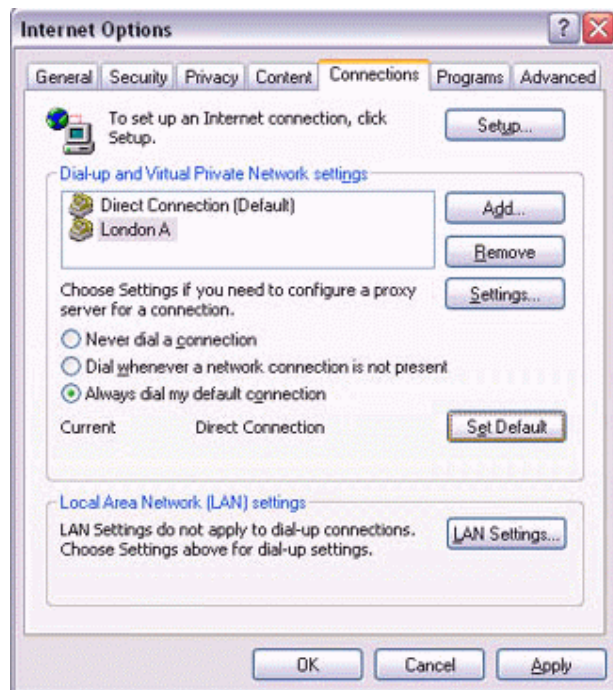 Internet Options
General Security Privacy Content Connections Programs Advanced
To set up an Internet connection, click
Setup.
Setup...
Dial-up and Virtual Private Network settings
Direct Connection (Default)
London A
Add...
Remove
Choose Settings if you need to configure a proxy
server for a connection.
Settings...
Never dial a connection
Dial whenever a network connection is not present
Always dial my default connection
Current Direct Connection
Set Default
Local Area Network (LAN) settings
LAN Settings do not apply to dial-up connections.
Choose Settings above for dial-up settings.
LAN Settings...
OK Cancel Apply